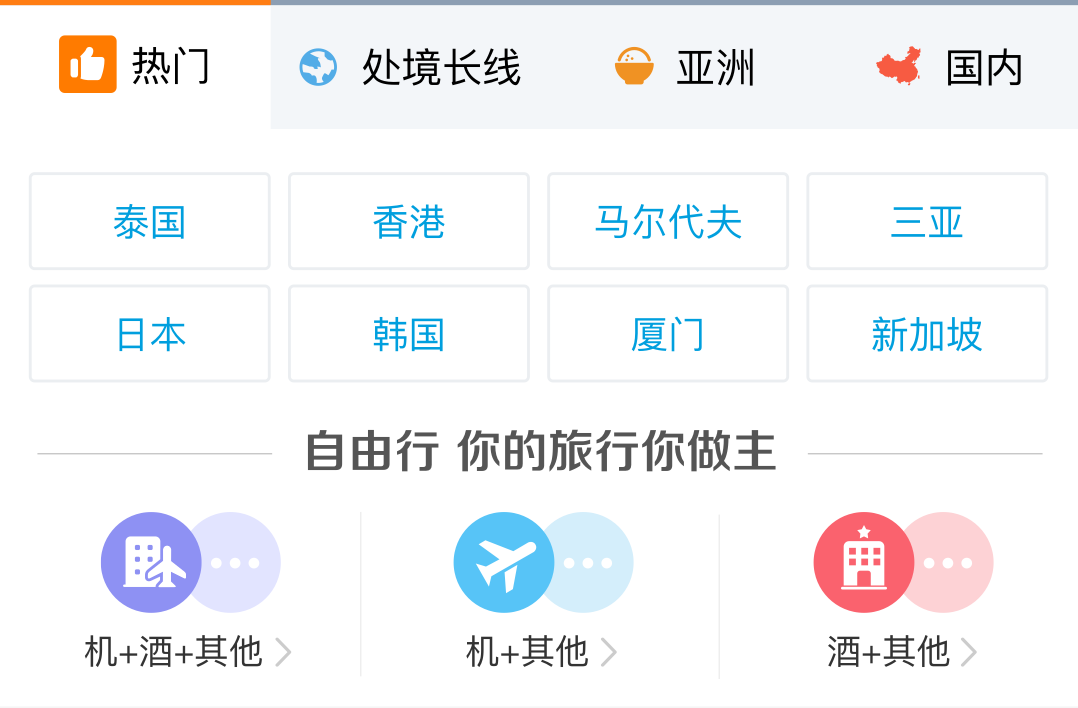 热门 处境长线 亚洲 国内
泰国 香港 马尔代夫 三亚
日本 韩国 厦门 新加坡
自由行 你的旅行你做主
机+酒+其他 机+其他 酒+其他